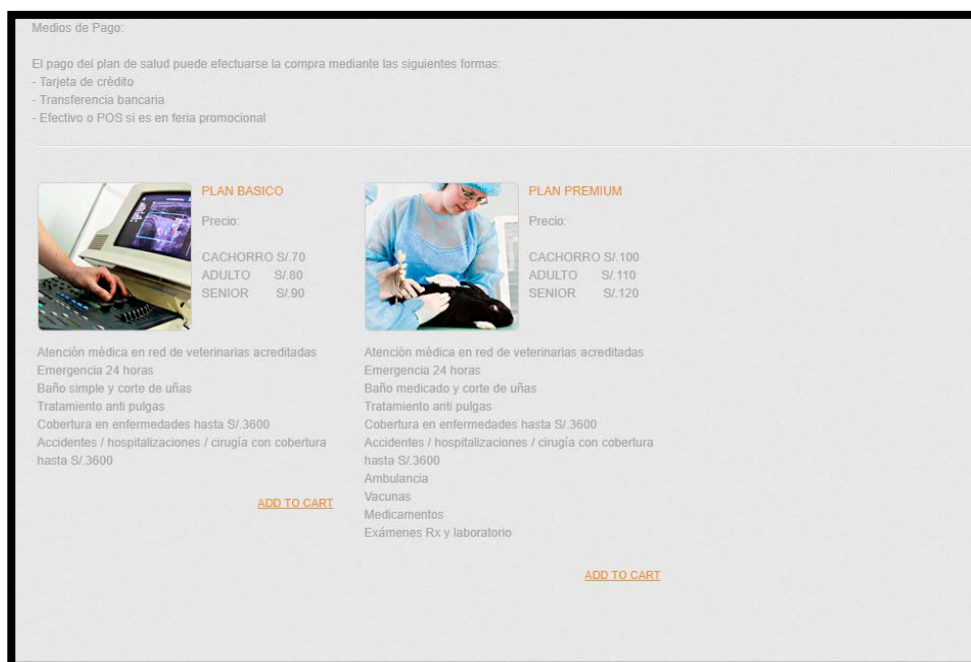 Medios de Pago:
El pago del plan de salud puede efectuarse la compra mediante las siguientes formas:
- Tarjeta de crédito
- Transferencia bancaria
- Efectivo o POS si es en feria promocional
PLAN BASICO
Precio:
CACHORRO S/.70
ADULTO S/.80
SENIOR S/.90
Atención médica en red de veterinarias acreditadas
Emergencia 24 horas
Baño simple y corte de uñas
Tratamiento anti pulgas
Cobertura en enfermedades hasta S/.3600
Accidentes / hospitalizaciones / cirugía con cobertura
hasta S/.3600
ADD TO CART
PLAN PREMIUM
Precio:
CACHORRO S/.100
ADULTO S/.110
SENIOR S/.120
Atención médica en red de veterinarias acreditadas
Emergencia 24 horas
Baño medicado y corte de uñas
Tratamiento anti pulgas
Cobertura en enfermedades hasta S/.3600
Accidentes / hospitalizaciones / cirugía con cobertura
hasta S/.3600
Ambulancia
Vacunas
Medicamentos
Exámenes Rx y laboratorio
ADD TO CART